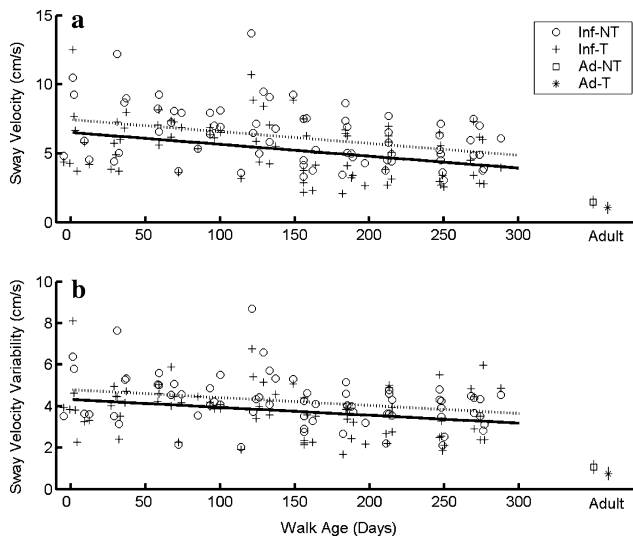 a
Sway Velocity (cm/s)
15
10
5
0
0 50 100 150 200 250 300 Adult
Inf-NT
Inf-T
Ad-NT
Ad-T
b
Sway Velocity Variability (cm/s)
10
8
6
4
2
0
0 50 100 150 200 250 300 Adult
Walk Age (Days)